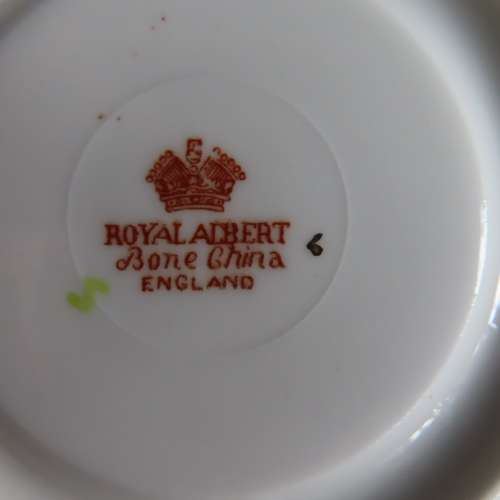 ROYAL ALBERT
Bone China
ENGLAND